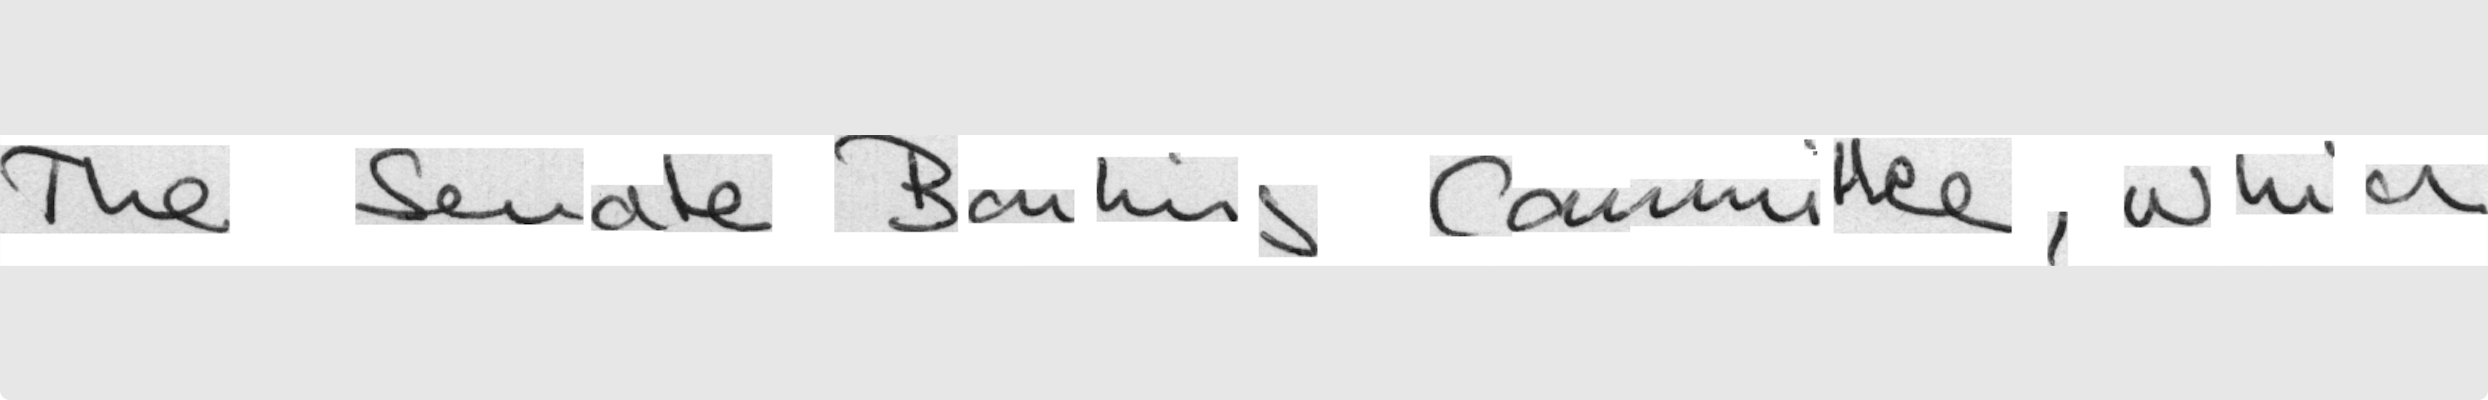 The Senate Banking Committee, which